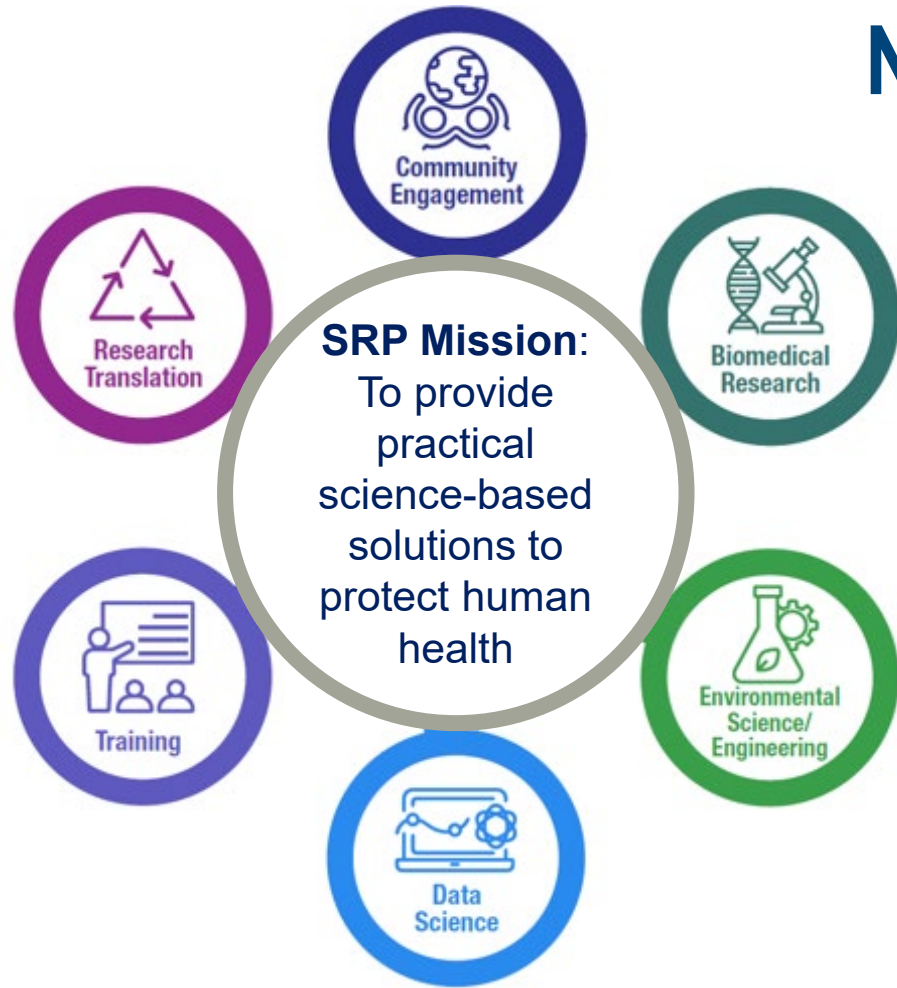 N
Community
Engagement
Research
Translation
Biomedical
Research
SRP Mission:
To provide
practical
science-based
solutions to
protect human
health
Training
Environmental
Science/
Engineering
Data
Science